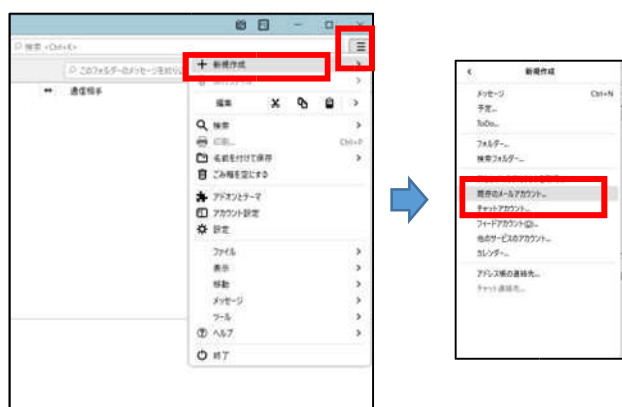 検索 <Ctrl+K>
このフォルダーのメッセージを絞り込
通信相手
新規作成
編集
検索
印刷... Ctrl+P
名前を付けて保存
ごみ箱を空にする
アドオンとテーマ
アカウント設定
設定
ファイル
表示
移動
メッセージ
ツール
ヘルプ
終了
新規作成
メッセージ Ctrl+N
予定...
ToDo...
フォルダー...
検索フォルダー...
既存のメールアカウント...
チャットアカウント...
フィードアカウント(D)...
他のサービスのアカウント...
カレンダー...
アドレス帳の連絡先...
チャット連絡先...